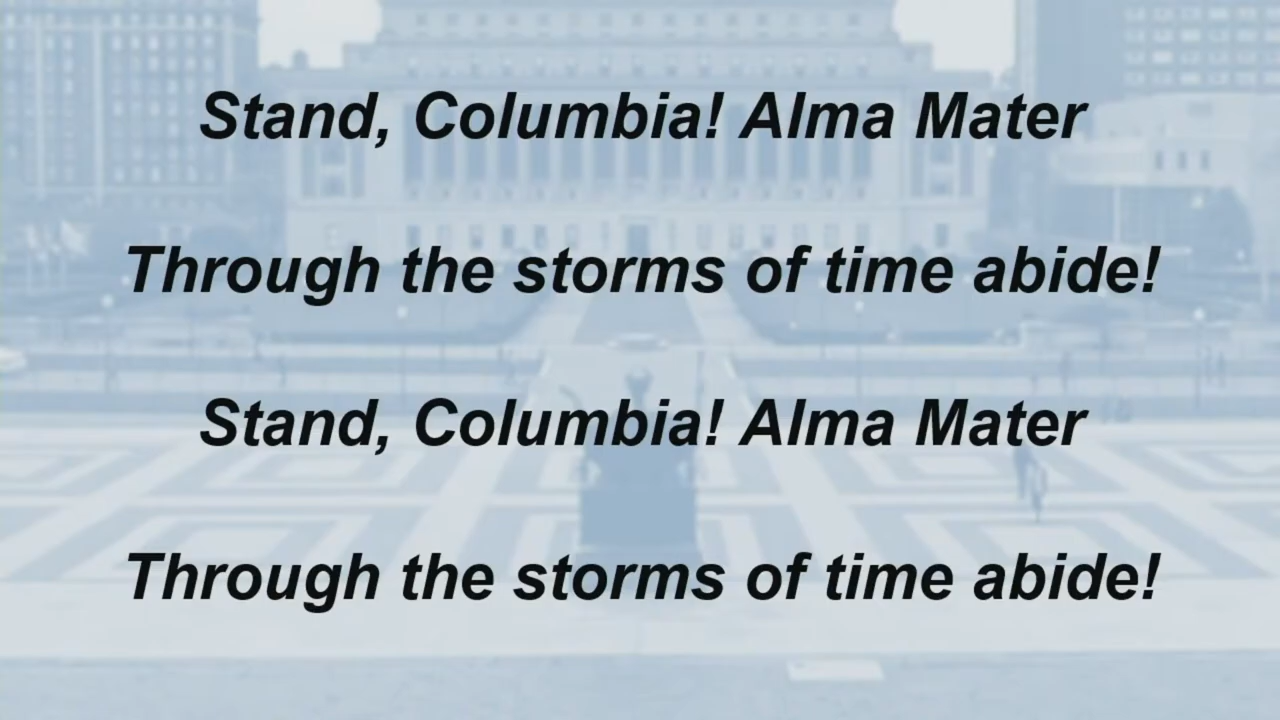 Stand, Columbia! Alma Mater
Through the storms of time abide!
Stand, Columbia! Alma Mater
Through the storms of time abide!